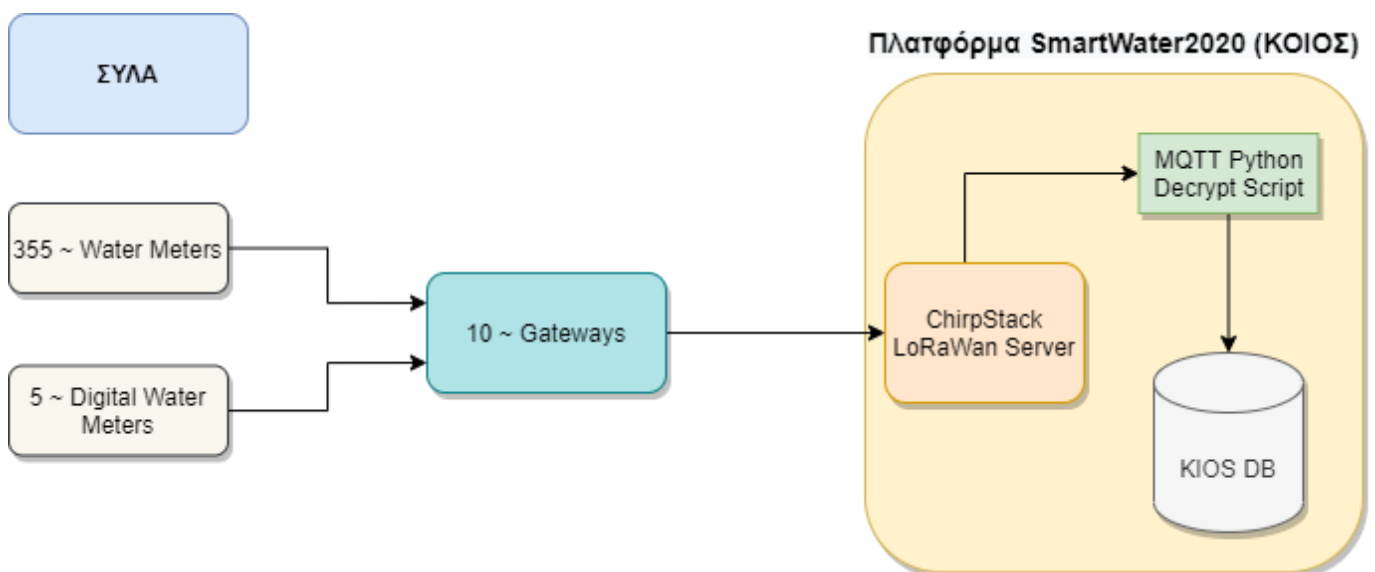 Πλατφόρμα SmartWater2020 (ΚΟΙΟΣ)
ΣΥΛΑ
355 ~ Water Meters
5 ~ Digital Water
Meters
10 ~ Gateways
ChirpStack
LoRaWan Server
MQTT Python
Decrypt Script
KIOS DB